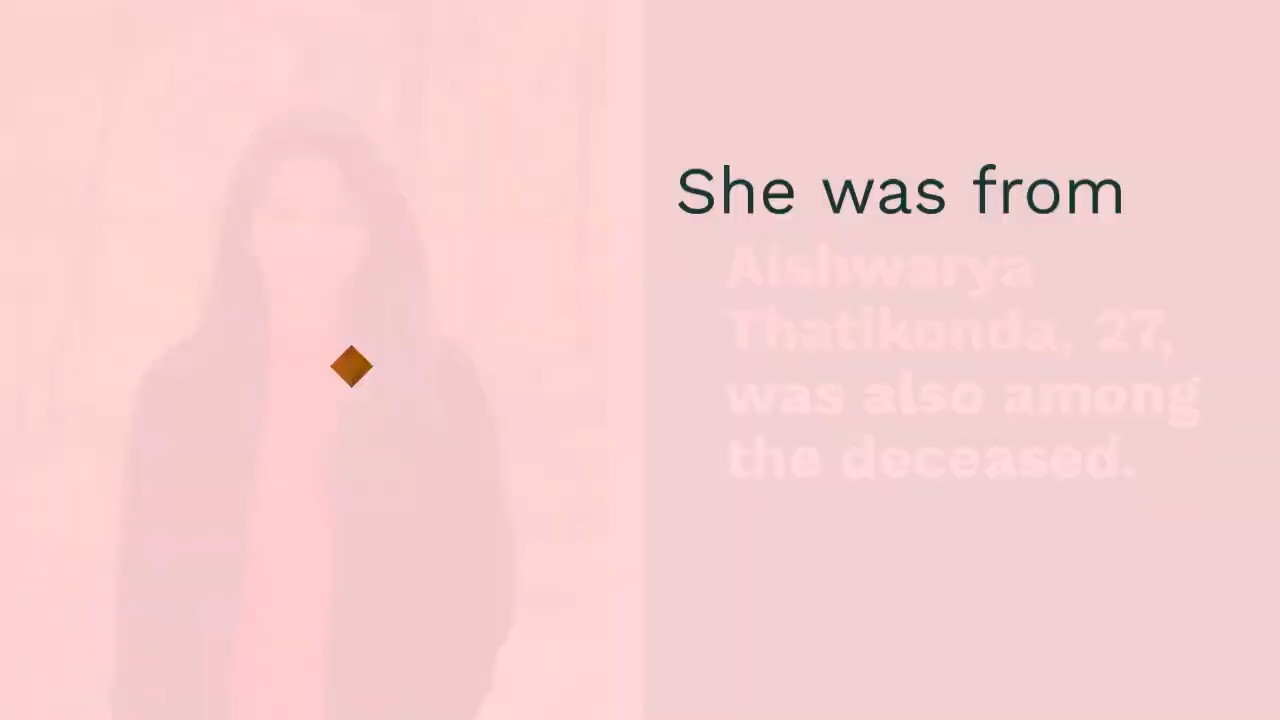 She was from
Aishwarya
Thatikonda, 27,
was also among
the deceased.